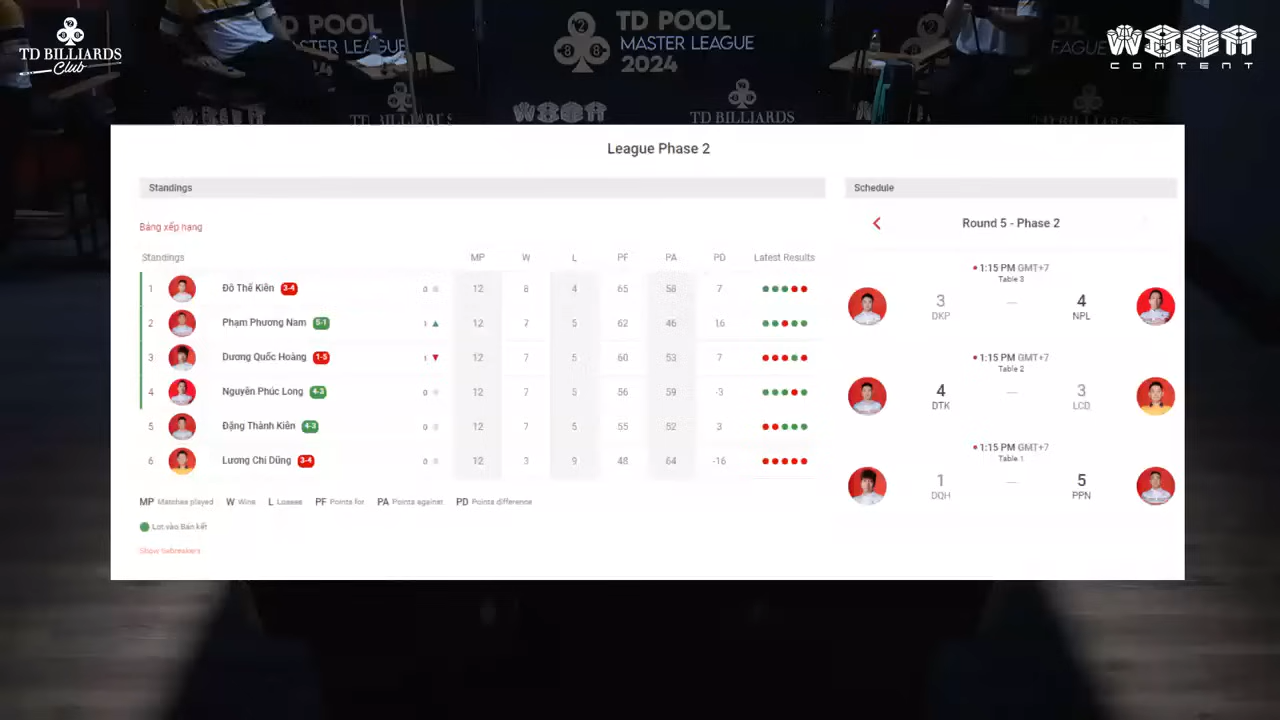 TD BILLIARDS
Club
TD POOL
MASTER LEAGUE
2024
TD BILLIARDS
CONTENT
League Phase 2
Standings
Bảng xếp hạng
Standings MP W L PF PA PD Latest Results
1 Đỗ Thế Kiên 3-4 0 12 8 4 65 58 7
2 Phạm Phương Nam 5-1 1 ▲ 12 7 5 62 46 16
3 Dương Quốc Hoàng 1-5 1 ▼ 12 7 5 60 53 7
4 Nguyễn Phúc Long 4-3 0 12 7 5 56 59 -3
5 Đặng Thành Kiên 4-3 0 12 7 5 55 52 3
6 Lương Chí Dũng 3-4 0 12 3 9 48 64 -16
MP Matches played W Wins L Losses PF Points for PA Points against PD Points difference
Lọt vào Bán kết
Show tiebreakers
Schedule
Round 5 - Phase 2
1:15 PM GMT+7
Table 3
3 — 4
DKP NPL
1:15 PM GMT+7
Table 2
4 — 3
DTK LCD
1:15 PM GMT+7
Table 1
1 — 5
DQH PPN